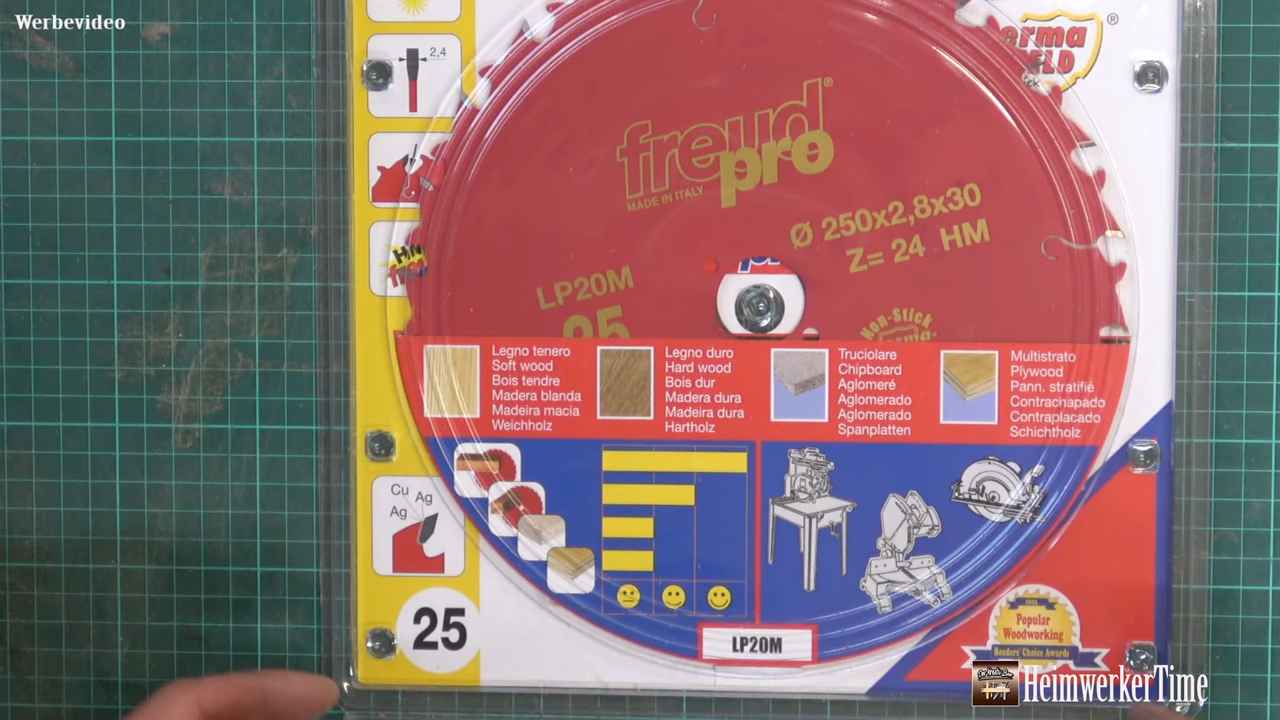 Werbevideo
2,4
®
erma
freud®
pro
MADE IN ITALY
Ø 250x2,8x30
Z= 24 HM
LP20M
25
Non-Stick
Legno tenero
Soft wood
Bois tendre
Madera blanda
Madeira macia
Weichholz
Legno duro
Hard wood
Bois dur
Madera dura
Madeira dura
Hartholz
Truciolare
Chipboard
Aglomeré
Aglomerado
Aglomerado
Spanplatten
Multistrato
Plywood
Pann. stratifié
Contrachapado
Contraplacado
Schichtholz
Cu
Ag
Ag
25
LP20M
Popular
Woodworking
Readers' Choice Awards
HeimwerkerTime